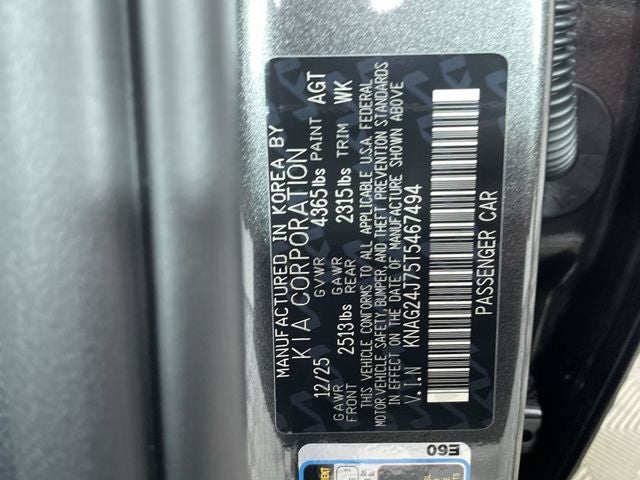 MANUFACTURED IN KOREA BY
KIA CORPORATION
12/25 GVWR 4365lbs PAINT AGT
GAWR FRONT 2513lbs GAWR REAR 2315lbs TRIM WK
THIS VEHICLE CONFORMS TO ALL APPLICABLE U.S.A. FEDERAL
MOTOR VEHICLE SAFETY, BUMPER, AND THEFT PREVENTION STANDARDS
IN EFFECT ON THE DATE OF MANUFACTURE SHOWN ABOVE
V.I.N KNAG24J75T5467494
PASSENGER CAR
E60